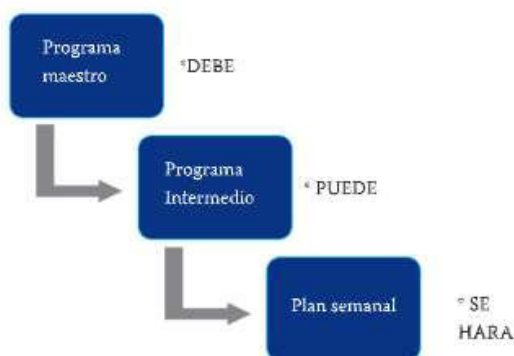 Programa
maestro
°DEBE
Programa
Intermedio
° PUEDE
Plan semanal
° SE
HARA